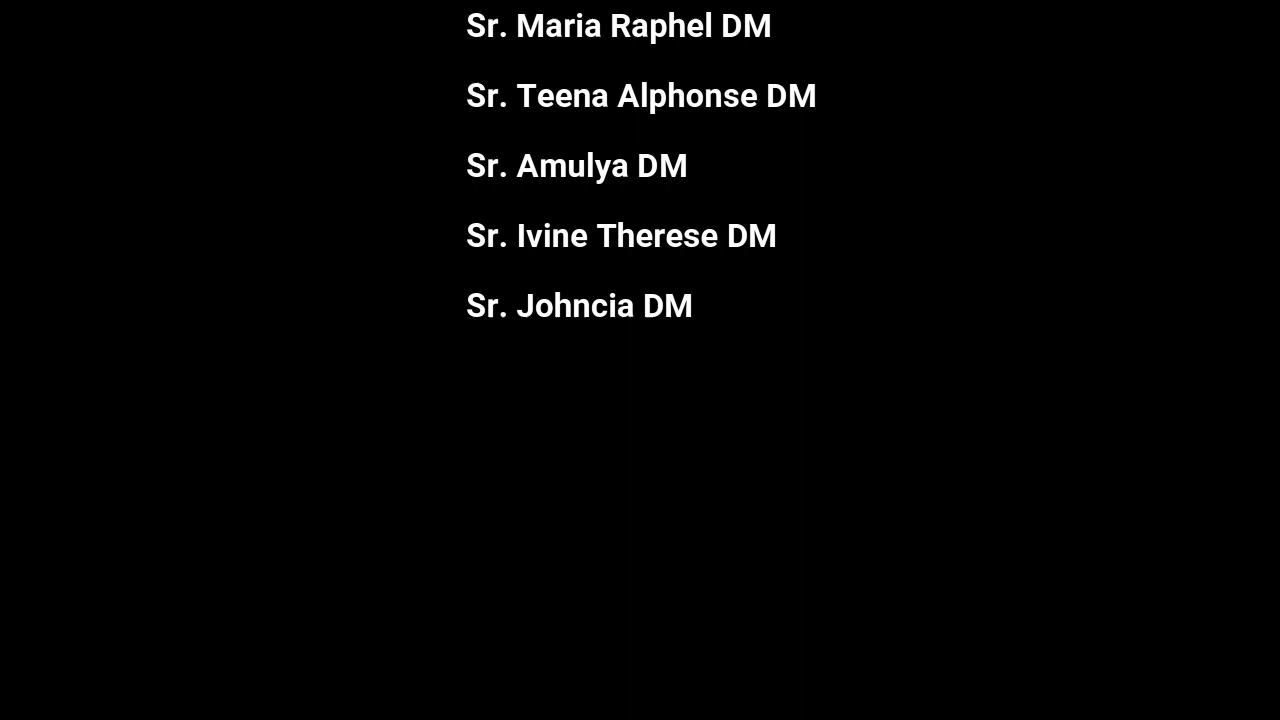 Sr. Maria Raphel DM
Sr. Teena Alphonse DM
Sr. Amulya DM
Sr. Ivine Therese DM
Sr. Johncia DM